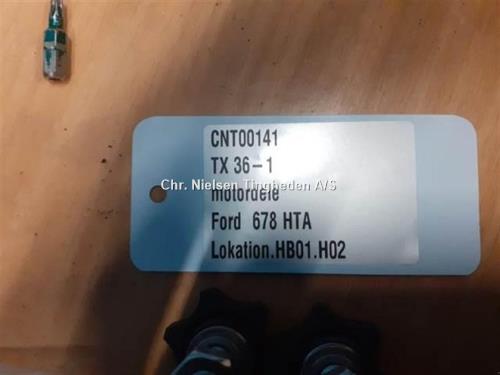 CNT00141
TX 36-1
Chr. Nielsen Tingheden A/S
motordele
Ford 678 HTA
Lokation.HB01.H02